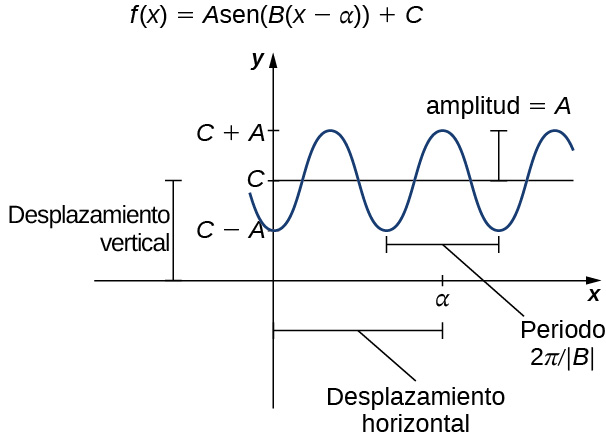 f(x) = Asen(B(x − α)) + C
y
amplitud = A
C + A
C
Desplazamiento
vertical
C − A
x
α
Periodo
2π/|B|
Desplazamiento
horizontal